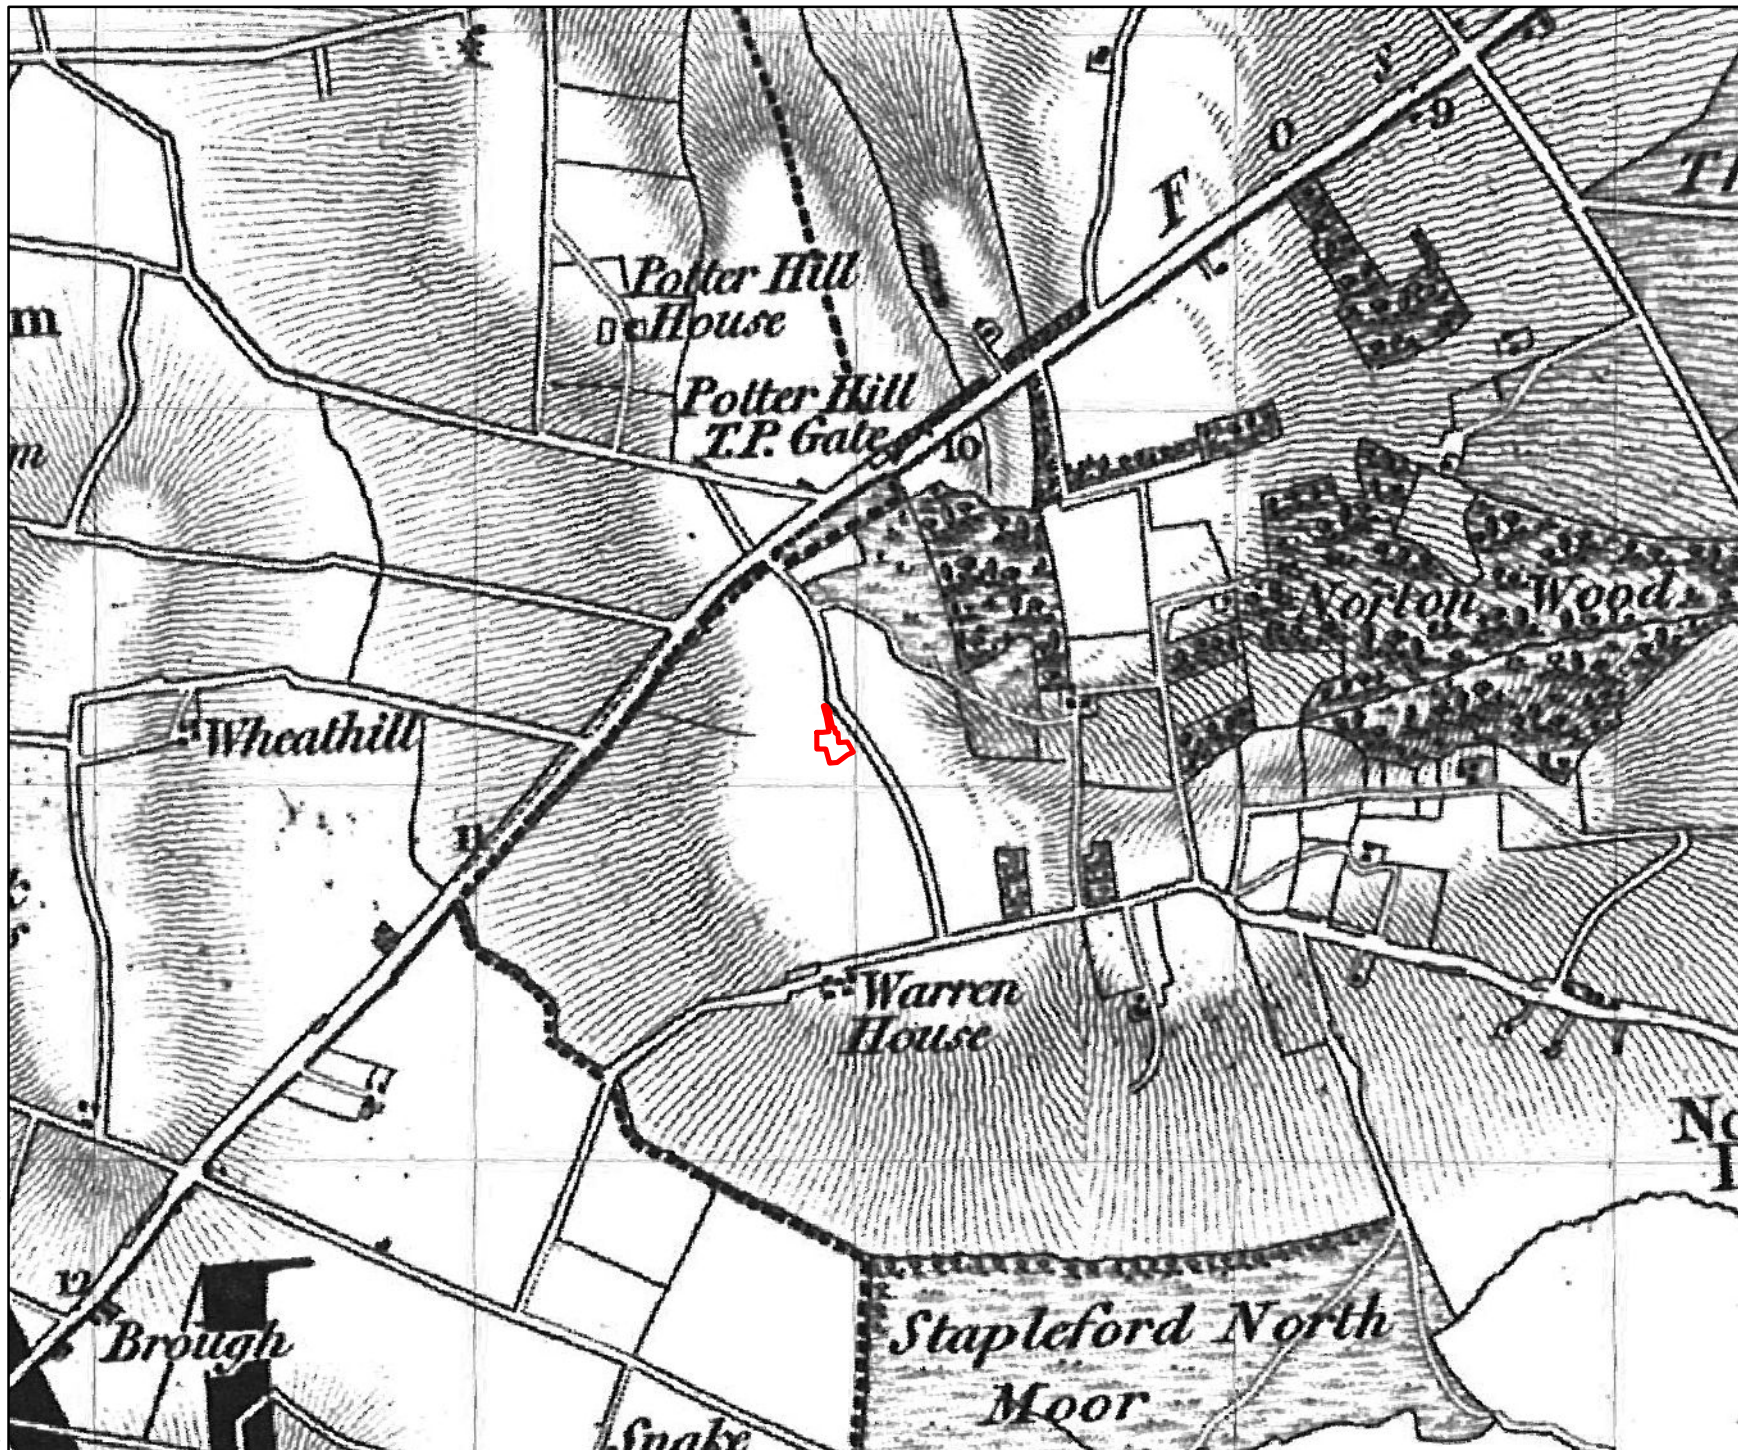 S
O
9
F
Potter Hill
House
m
Potter Hill
T.P. Gate
10
m
Norton Wood
Wheathill
11
Warren
House
12
Brough
Stapleford North
Moor
Snake